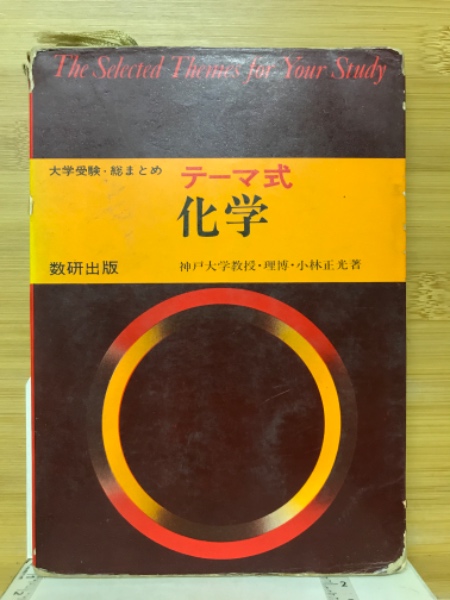 The Selected Themes for Your Study
大学受験・総まとめ
テーマ式
化学
数研出版
神戸大学教授・理博・小林正光著
2